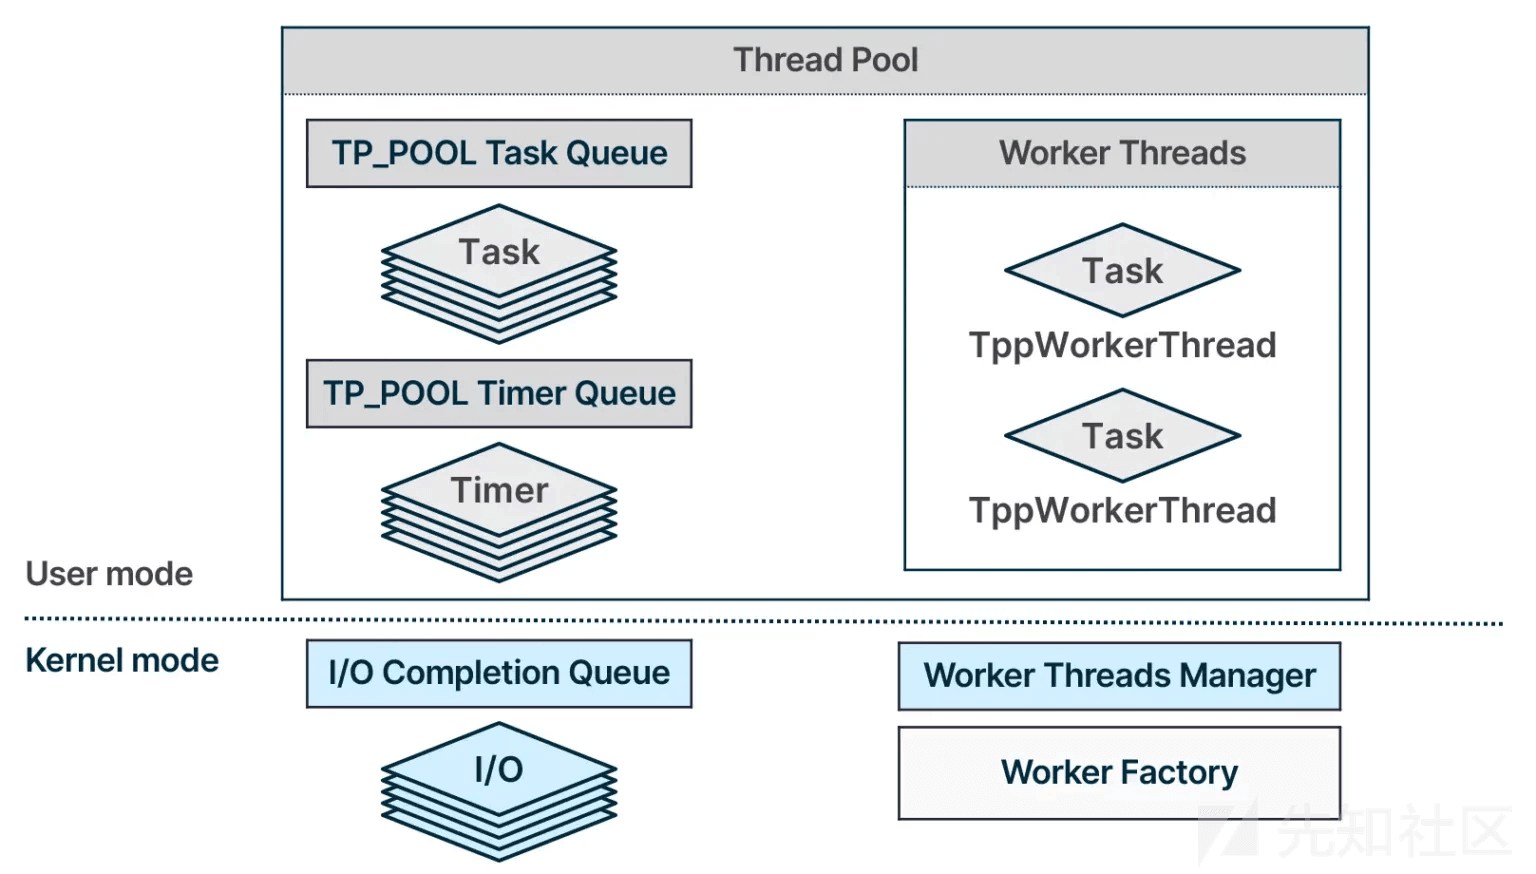 Thread Pool
TP_POOL Task Queue
Task
TP_POOL Timer Queue
Timer
Worker Threads
Task
TppWorkerThread
Task
TppWorkerThread
User mode
Kernel mode
I/O Completion Queue
I/O
Worker Threads Manager
Worker Factory
先知社区